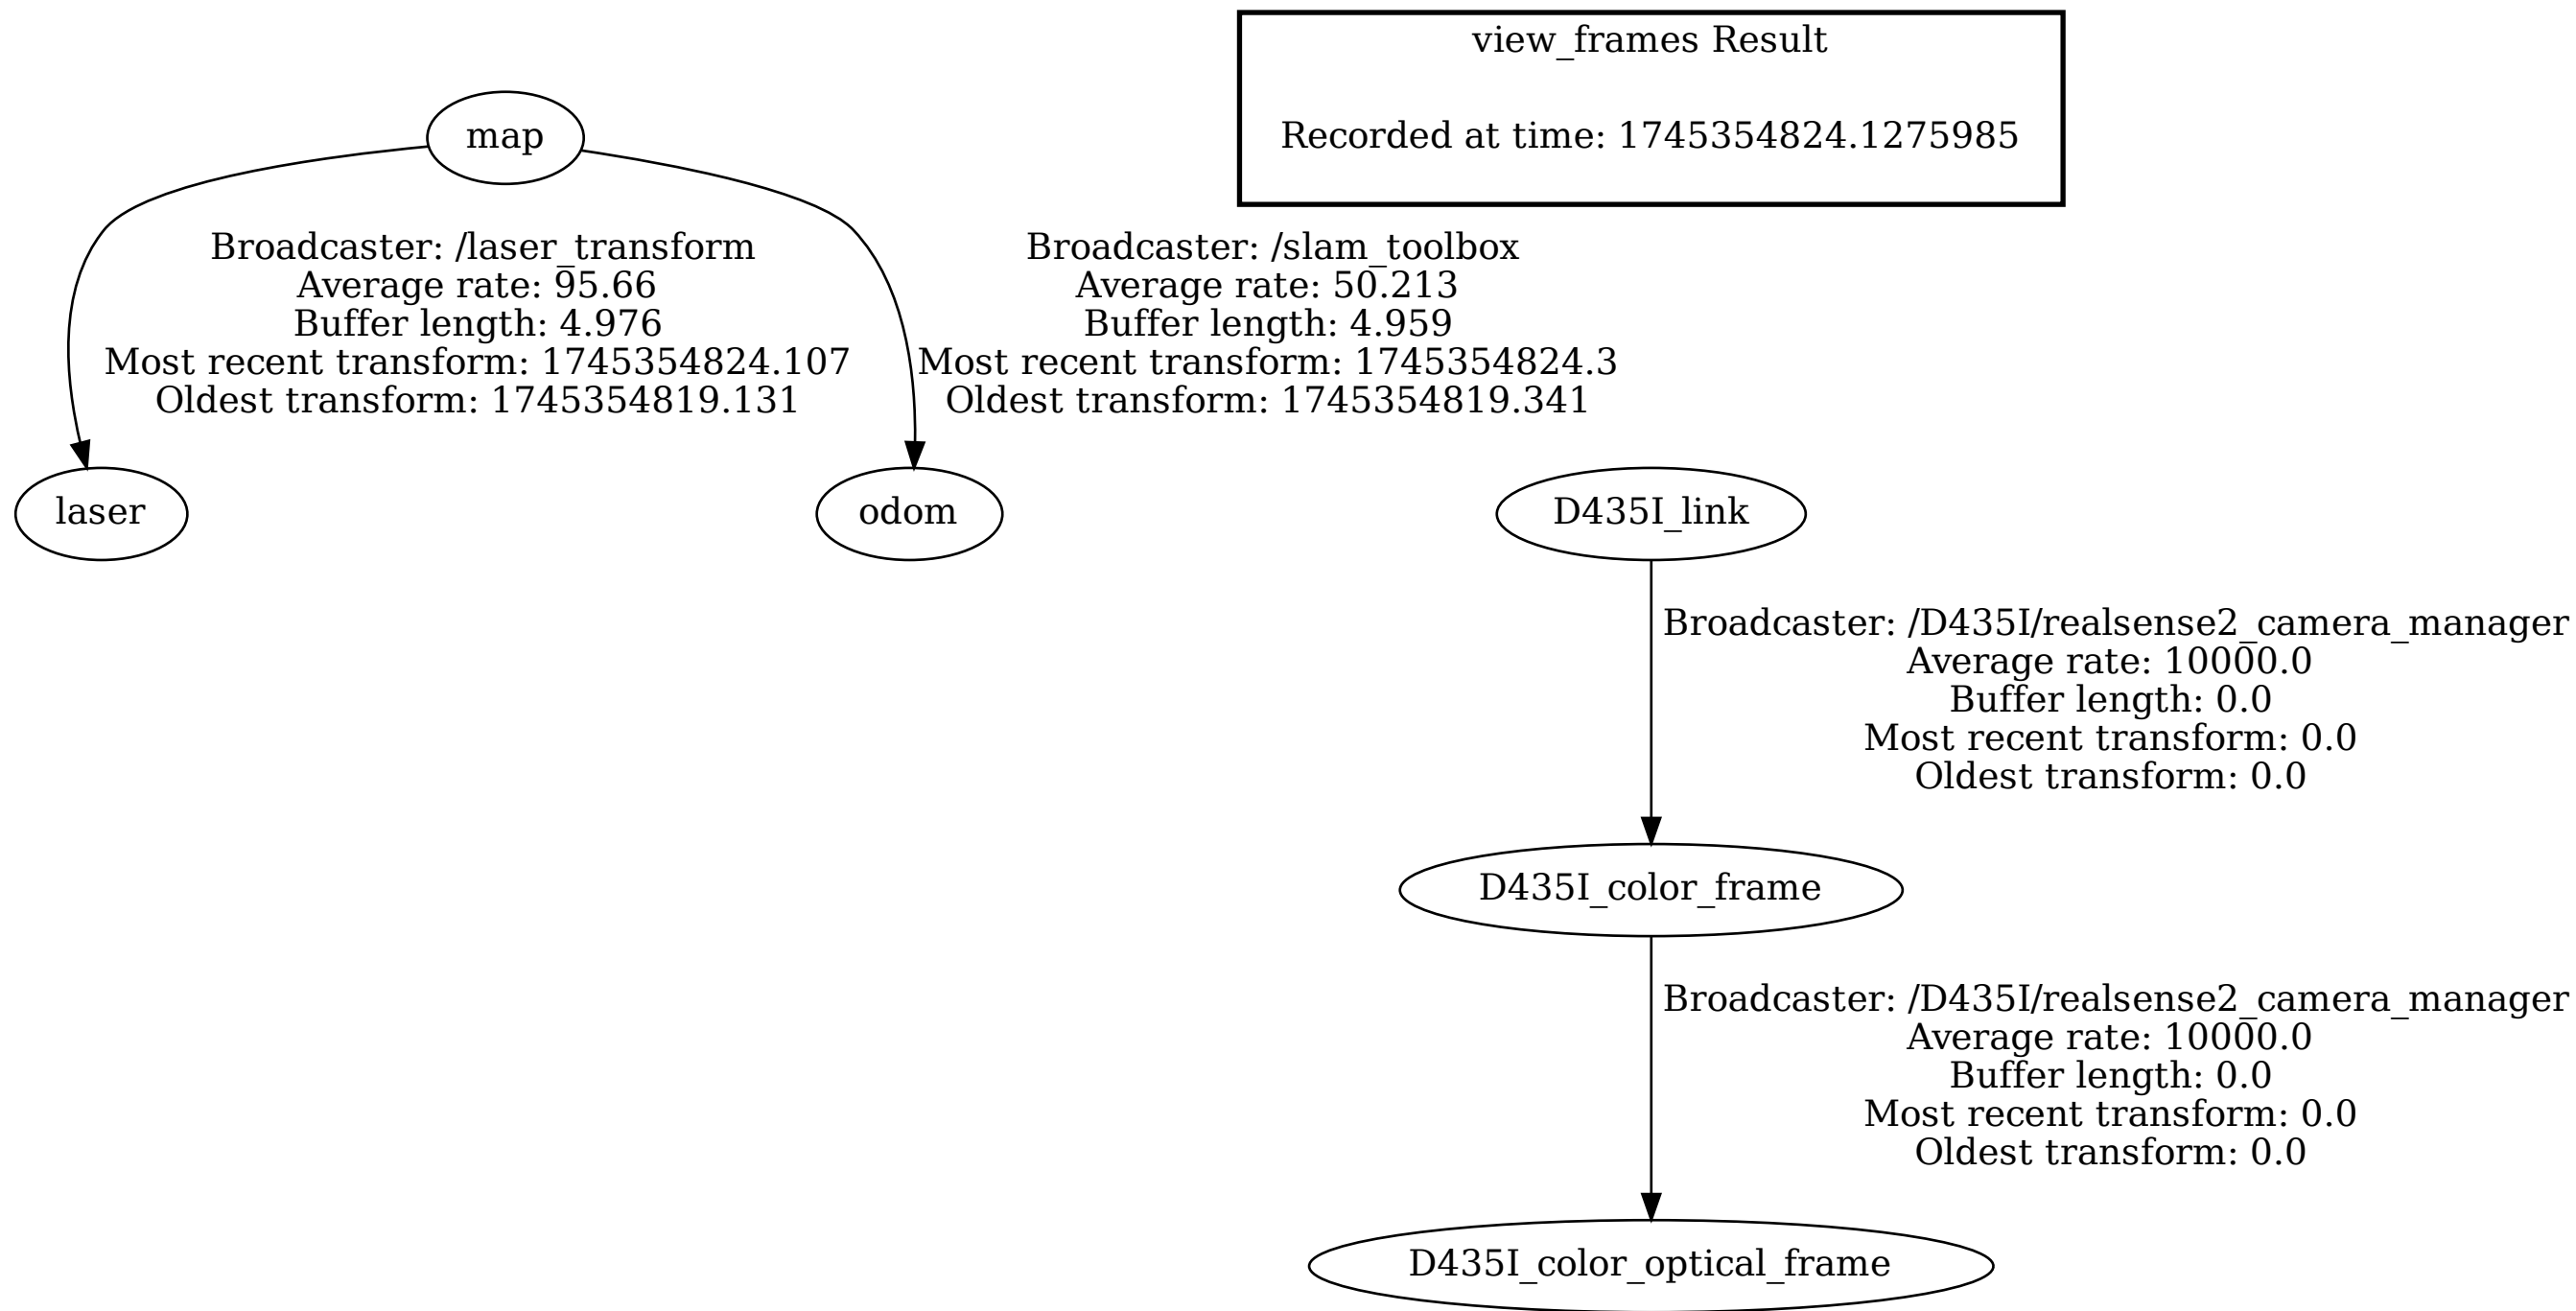 view_frames Result
Recorded at time: 1745354824.1275985
map
Broadcaster: /laser_transform
Average rate: 95.66
Buffer length: 4.976
Most recent transform: 1745354824.107
Oldest transform: 1745354819.131
Broadcaster: /slam_toolbox
Average rate: 50.213
Buffer length: 4.959
Most recent transform: 1745354824.3
Oldest transform: 1745354819.341
laser
odom
D435I_link
Broadcaster: /D435I/realsense2_camera_manager
Average rate: 10000.0
Buffer length: 0.0
Most recent transform: 0.0
Oldest transform: 0.0
D435I_color_frame
Broadcaster: /D435I/realsense2_camera_manager
Average rate: 10000.0
Buffer length: 0.0
Most recent transform: 0.0
Oldest transform: 0.0
D435I_color_optical_frame